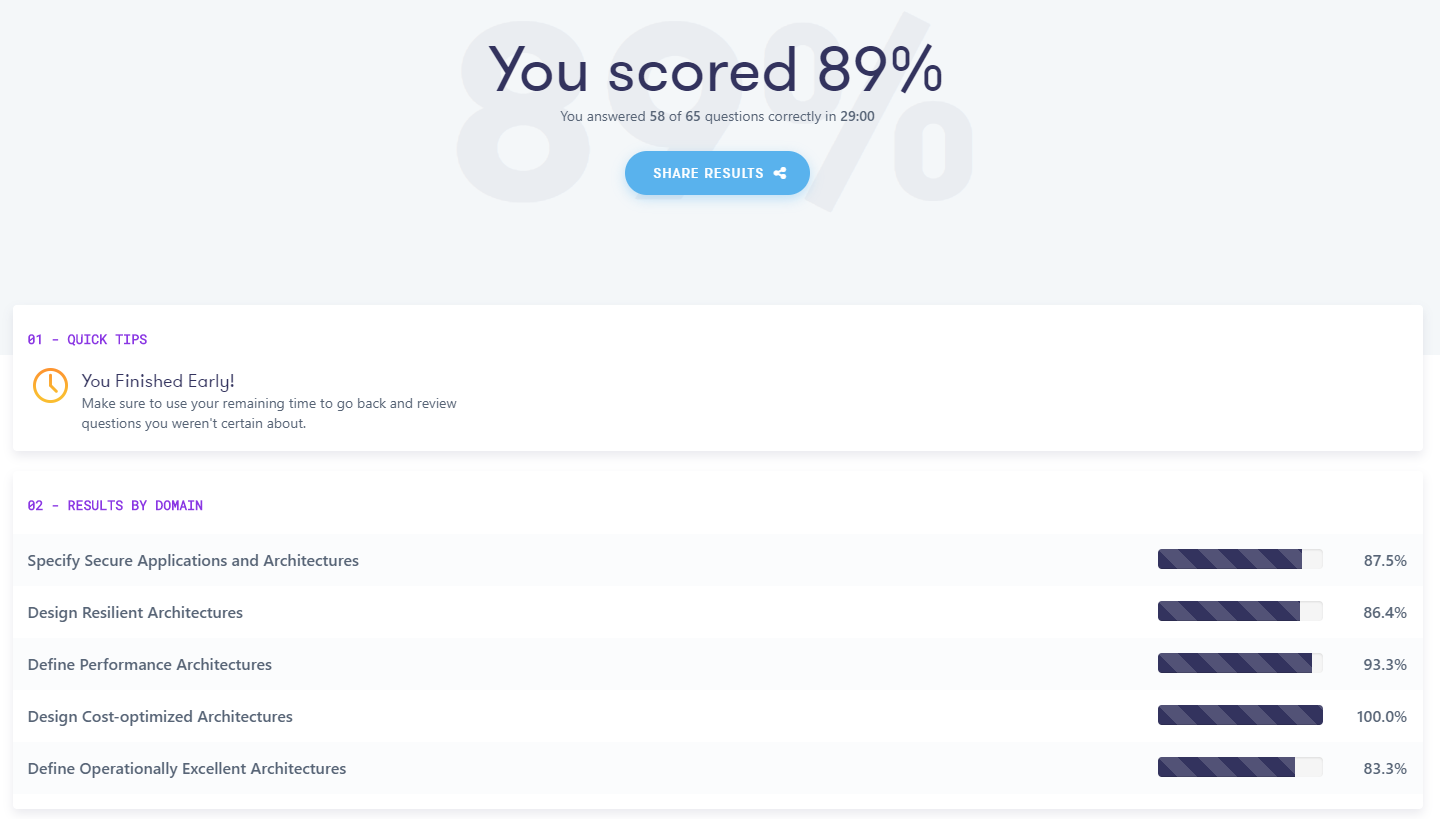 89%
You scored 89%
You answered 58 of 65 questions correctly in 29:00
SHARE RESULTS
01 - QUICK TIPS
You Finished Early!
Make sure to use your remaining time to go back and review
questions you weren't certain about.
02 - RESULTS BY DOMAIN
Specify Secure Applications and Architectures 87.5%
Design Resilient Architectures 86.4%
Define Performance Architectures 93.3%
Design Cost-optimized Architectures 100.0%
Define Operationally Excellent Architectures 83.3%